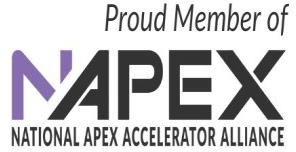 Proud Member of
NAPEX
NATIONAL APEX ACCELERATOR ALLIANCE